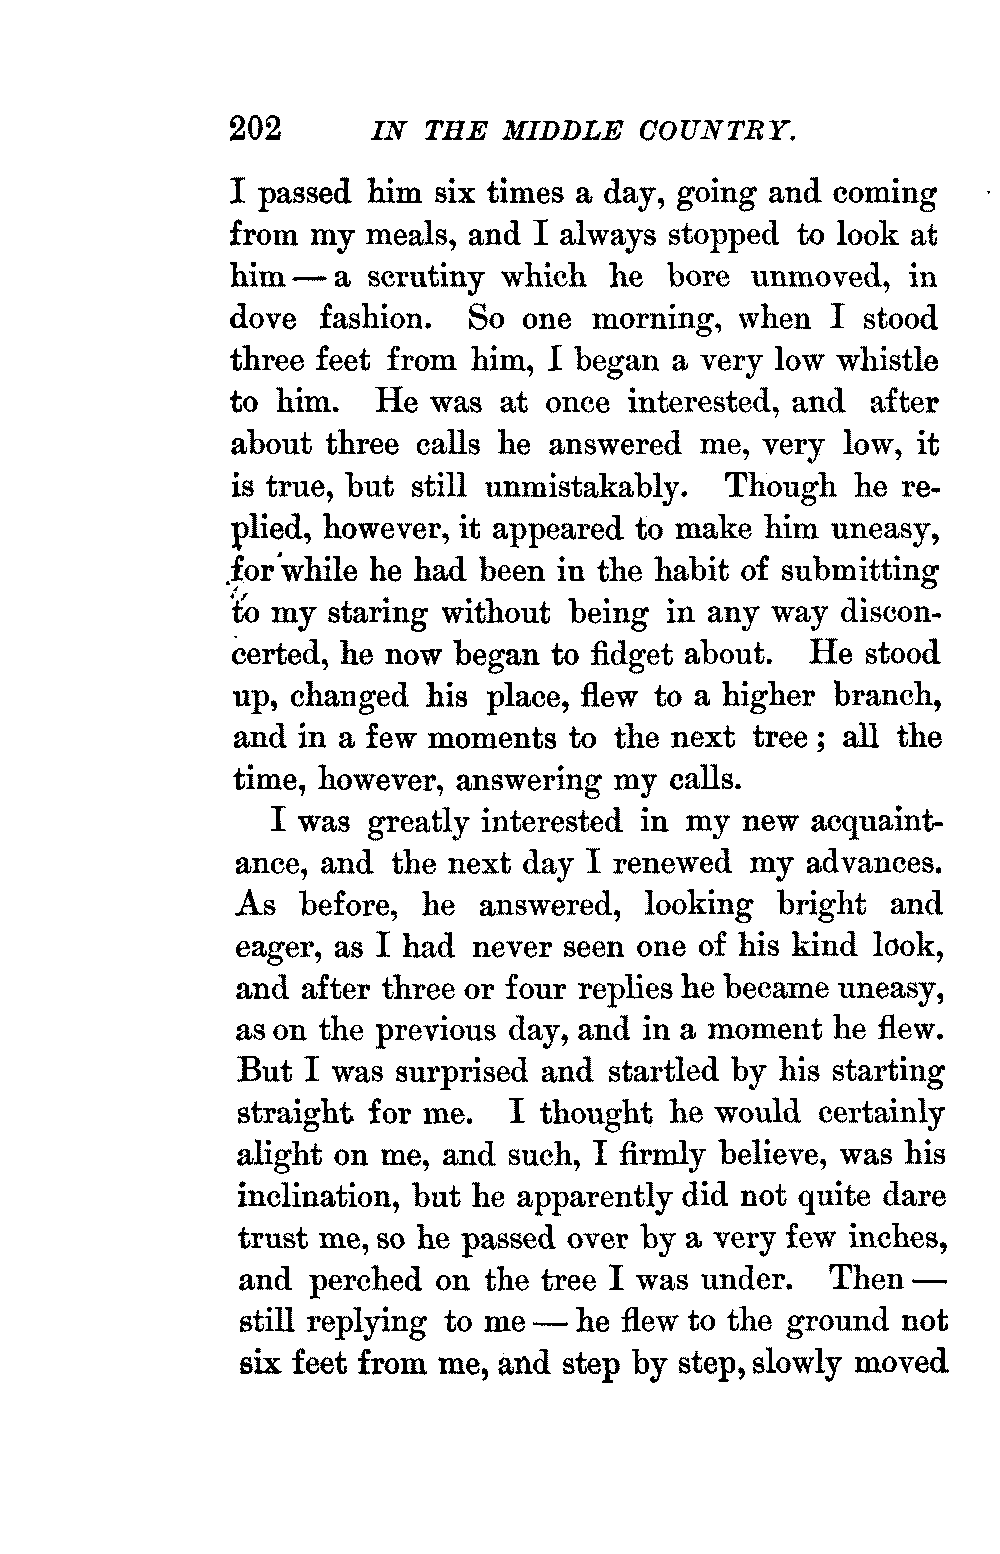 202 IN THE MIDDLE COUNTRY.
I passed him six times a day, going and coming
from my meals, and I always stopped to look at
him — a scrutiny which he bore unmoved, in
dove fashion. So one morning, when I stood
three feet from him, I began a very low whistle
to him. He was at once interested, and after
about three calls he answered me, very low, it
is true, but still unmistakably. Though he re-
plied, however, it appeared to make him uneasy,
for while he had been in the habit of submitting
to my staring without being in any way discon-
certed, he now began to fidget about. He stood
up, changed his place, flew to a higher branch,
and in a few moments to the next tree; all the
time, however, answering my calls.
I was greatly interested in my new acquaint-
ance, and the next day I renewed my advances.
As before, he answered, looking bright and
eager, as I had never seen one of his kind look,
and after three or four replies he became uneasy,
as on the previous day, and in a moment he flew.
But I was surprised and startled by his starting
straight for me. I thought he would certainly
alight on me, and such, I firmly believe, was his
inclination, but he apparently did not quite dare
trust me, so he passed over by a very few inches,
and perched on the tree I was under. Then —
still replying to me — he flew to the ground not
six feet from me, and step by step, slowly moved